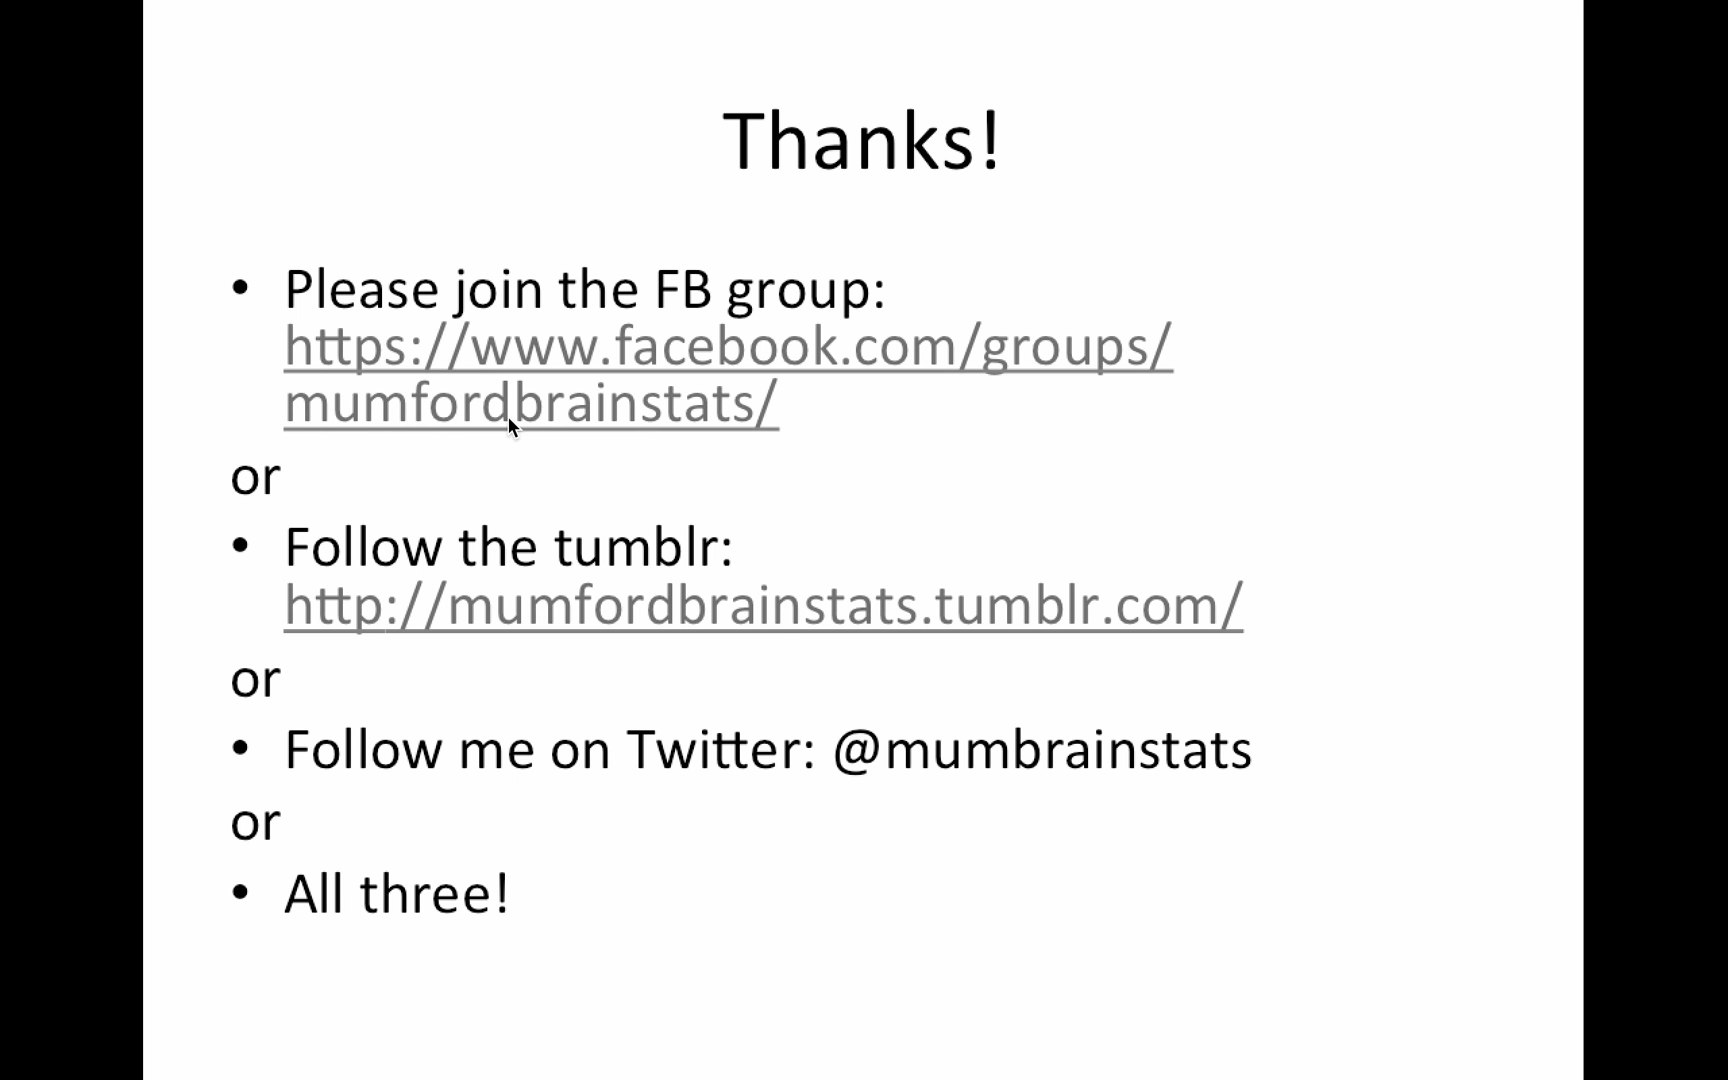 Thanks!
• Please join the FB group:
https://www.facebook.com/groups/
mumfordbrainstats/
or
• Follow the tumblr:
http://mumfordbrainstats.tumblr.com/
or
• Follow me on Twitter: @mumbrainstats
or
• All three!